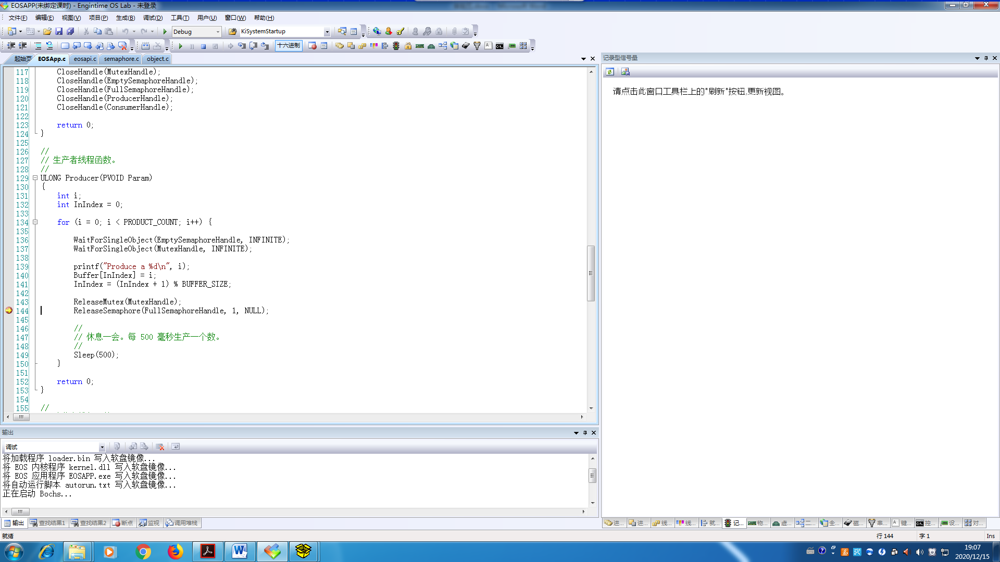 EOSAPP(未绑定课时) - Engintime OS Lab - 未登录
文件(F) 编辑(E) 视图(V) 项目(P) 生成(B) 调试(D) 工具(T) 用户(U) 窗口(W) 帮助(H)
Debug KiSystemStartup
十六进制
起始页 EOSApp.c eosapi.c semaphore.c object.c
117 CloseHandle(MutexHandle);
118 CloseHandle(EmptySemaphoreHandle);
119 CloseHandle(FullSemaphoreHandle);
120 CloseHandle(ProducerHandle);
121 CloseHandle(ConsumerHandle);
122
123 return 0;
124 }
125
126 //
127 // 生产者线程函数。
128 //
129 ULONG Producer(PVOID Param)
130 {
131 int i;
132 int InIndex = 0;
133
134 for (i = 0; i < PRODUCT_COUNT; i++) {
135
136 WaitForSingleObject(EmptySemaphoreHandle, INFINITE);
137 WaitForSingleObject(MutexHandle, INFINITE);
138
139 printf("Produce a %d\n", i);
140 Buffer[InIndex] = i;
141 InIndex = (InIndex + 1) % BUFFER_SIZE;
142
143 ReleaseMutex(MutexHandle);
144 ReleaseSemaphore(FullSemaphoreHandle, 1, NULL);
145
146 //
147 // 休息一会。每 500 毫秒生产一个数。
148 //
149 Sleep(500);
150 }
151
152 return 0;
153 }
154
155 //
记录型信号量
请点击此窗口工具栏上的"刷新"按钮,更新视图。
输出
调试
将加载程序 loader.bin 写入软盘镜像...
将 EOS 内核程序 kernel.dll 写入软盘镜像...
将 EOS 应用程序 EOSAPP.exe 写入软盘镜像...
将自动运行脚本 autorun.txt 写入软盘镜像...
正在启动 Bochs...
输出 查找结果1 查找结果2 断点 监视 调用堆栈
进... 进... 线... 线... 就... 记... 物... 虚... 二... 全... 磁... 串... 键... 控... 设... 对...
就绪 行 144 字 1 Ins
19:07
2020/12/15